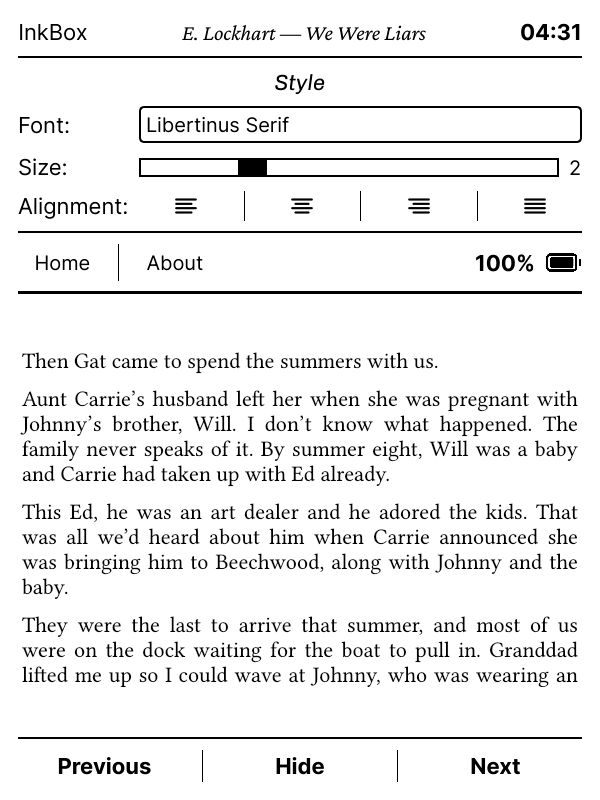 InkBox E. Lockhart — We Were Liars 04:31
Style
Font: Libertinus Serif
Size: 2
Alignment:
Home About 100%
Then Gat came to spend the summers with us.
Aunt Carrie’s husband left her when she was pregnant with
Johnny’s brother, Will. I don’t know what happened. The
family never speaks of it. By summer eight, Will was a baby
and Carrie had taken up with Ed already.
This Ed, he was an art dealer and he adored the kids. That
was all we’d heard about him when Carrie announced she
was bringing him to Beechwood, along with Johnny and the
baby.
They were the last to arrive that summer, and most of us
were on the dock waiting for the boat to pull in. Granddad
lifted me up so I could wave at Johnny, who was wearing an
Previous Hide Next